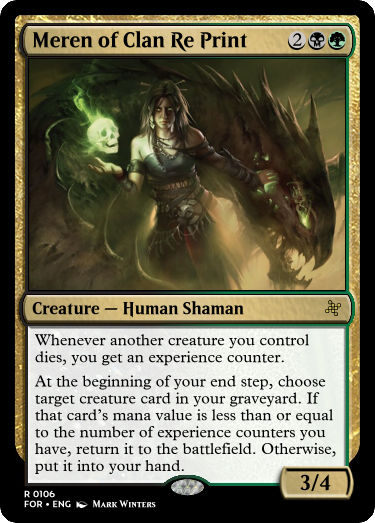 Meren of Clan Re Print 2
Creature — Human Shaman
Whenever another creature you control
dies, you get an experience counter.
At the beginning of your end step, choose
target creature card in your graveyard. If
that card's mana value is less than or equal
to the number of experience counters you
have, return it to the battlefield. Otherwise,
put it into your hand.
3/4
R 0106
FOR • ENG Mark Winters